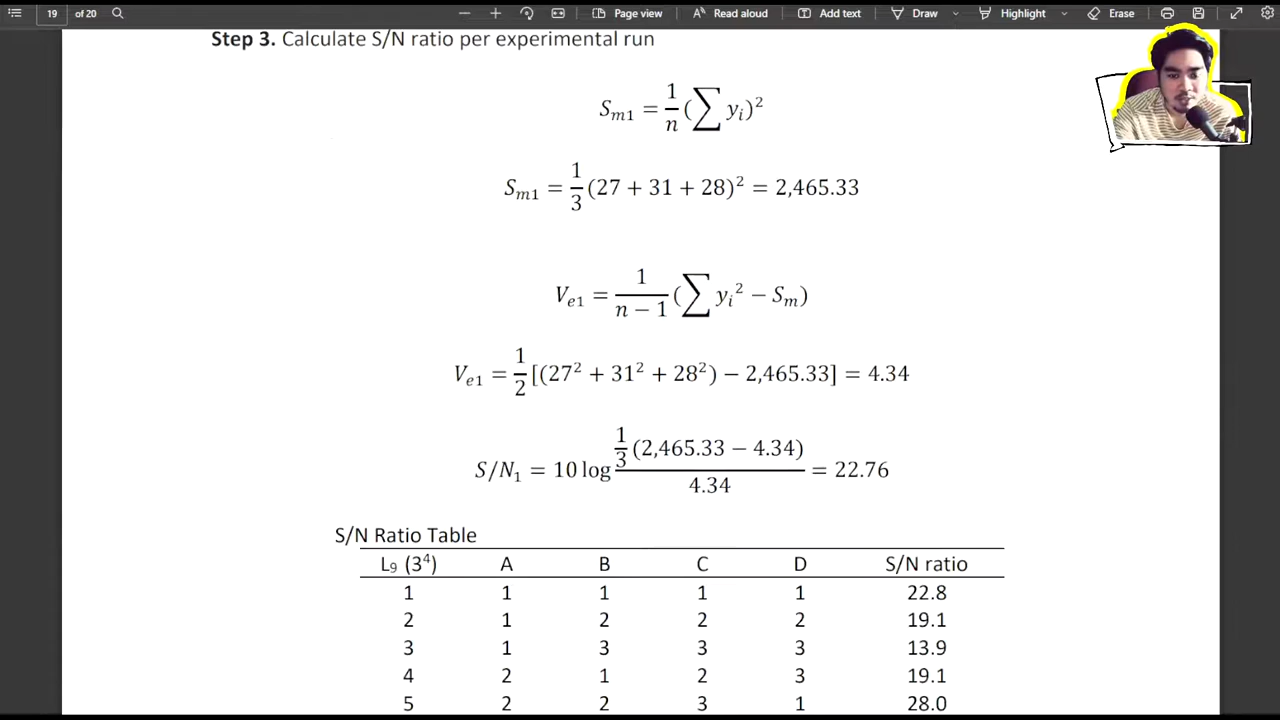 19 of 20 Page view Read aloud Add text Draw Highlight Erase
Step 3. Calculate S/N ratio per experimental run
S_{m1} = \frac{1}{n}(\sum y_i)^2
S_{m1} = \frac{1}{3}(27 + 31 + 28)^2 = 2,465.33
V_{e1} = \frac{1}{n - 1}(\sum y_i^2 - S_m)
V_{e1} = \frac{1}{2}[(27^2 + 31^2 + 28^2) - 2,465.33] = 4.34
S/N_1 = 10 log \frac{\frac{1}{3}(2,465.33 - 4.34)}{4.34} = 22.76
S/N Ratio Table
L₉ (3⁴) A B C D S/N ratio
1 1 1 1 1 22.8
2 1 2 2 2 19.1
3 1 3 3 3 13.9
4 2 1 2 3 19.1
5 2 2 3 1 28.0